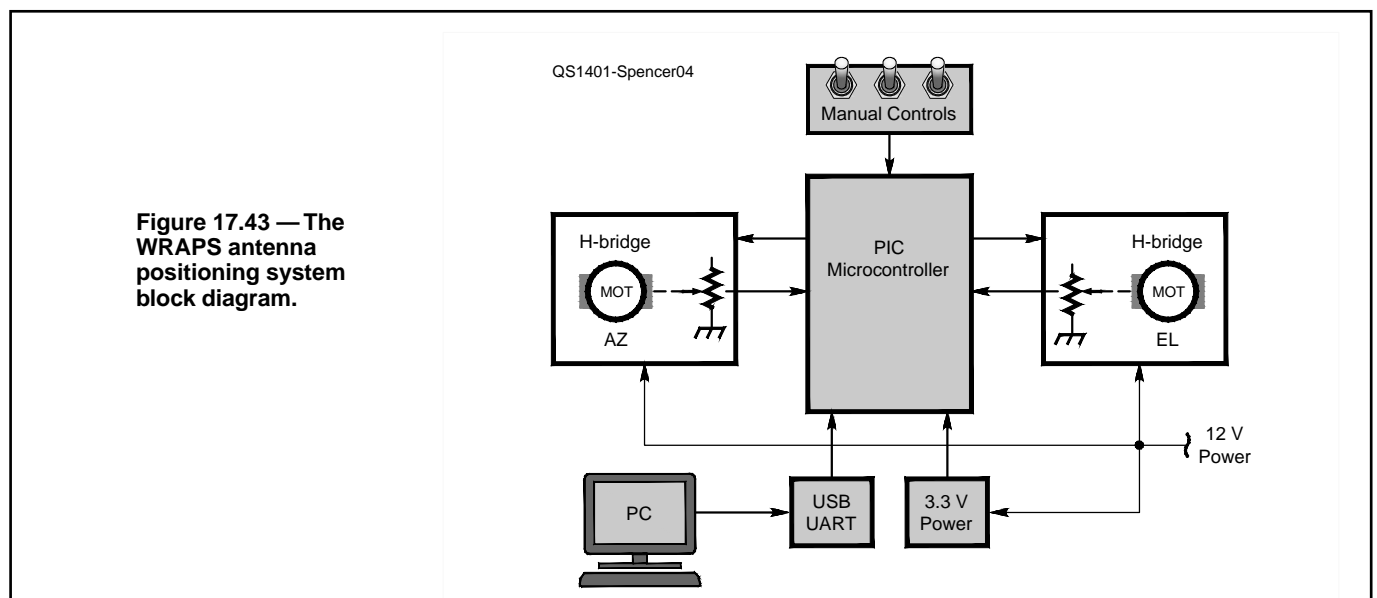 QS1401-Spencer04
Manual Controls
Figure 17.43 — The
WRAPS antenna
positioning system
block diagram.
H-bridge
MOT
AZ
PIC
Microcontroller
H-bridge
MOT
EL
12 V
Power
PC
USB
UART
3.3 V
Power